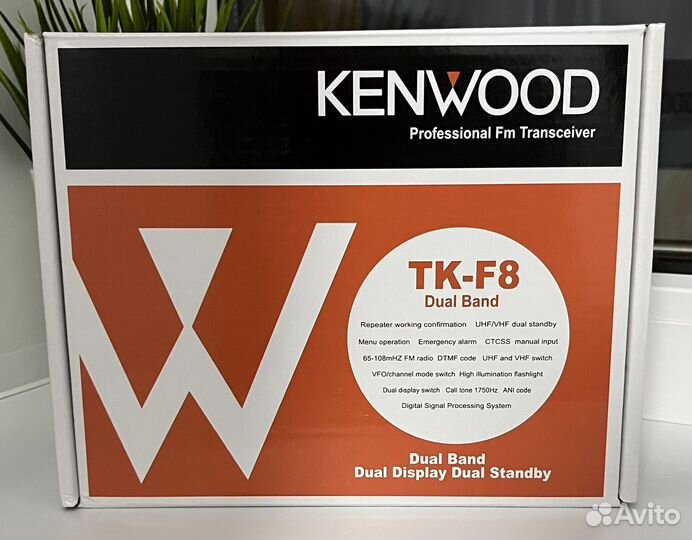 KENWOOD
Professional Fm Transceiver
TK-F8
Dual Band
Repeater working confirmation UHF/VHF dual standby
Menu operation Emergency alarm CTCSS manual input
65-108mHZ FM radio DTMF code UHF and VHF switch
VFO/channel mode switch High illumination flashlight
Dual display switch Call tone 1750Hz ANI code
Digital Signal Processing System
Dual Band
Dual Display Dual Standby
Avito